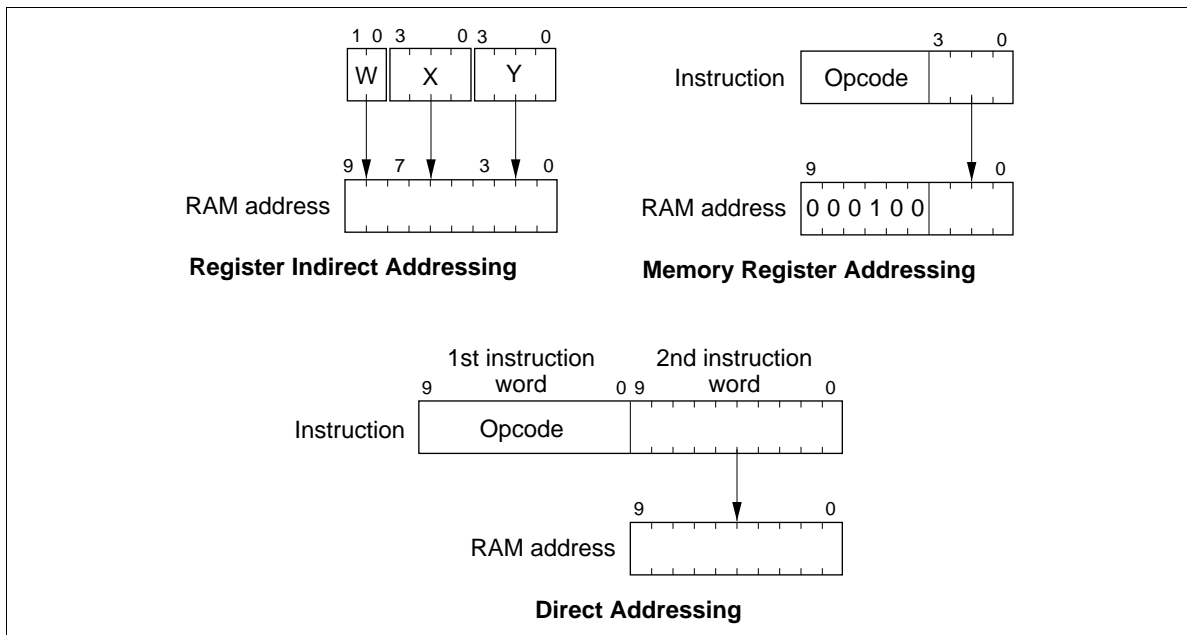 1 0 3 0 3 0
W X Y
9 7 3 0
RAM address
Register Indirect Addressing
3 0
Instruction Opcode
9 0
RAM address 0 0 0 1 0 0
Memory Register Addressing
1st instruction word
2nd instruction word
9 0 9 0
Instruction Opcode
9 0
RAM address
Direct Addressing